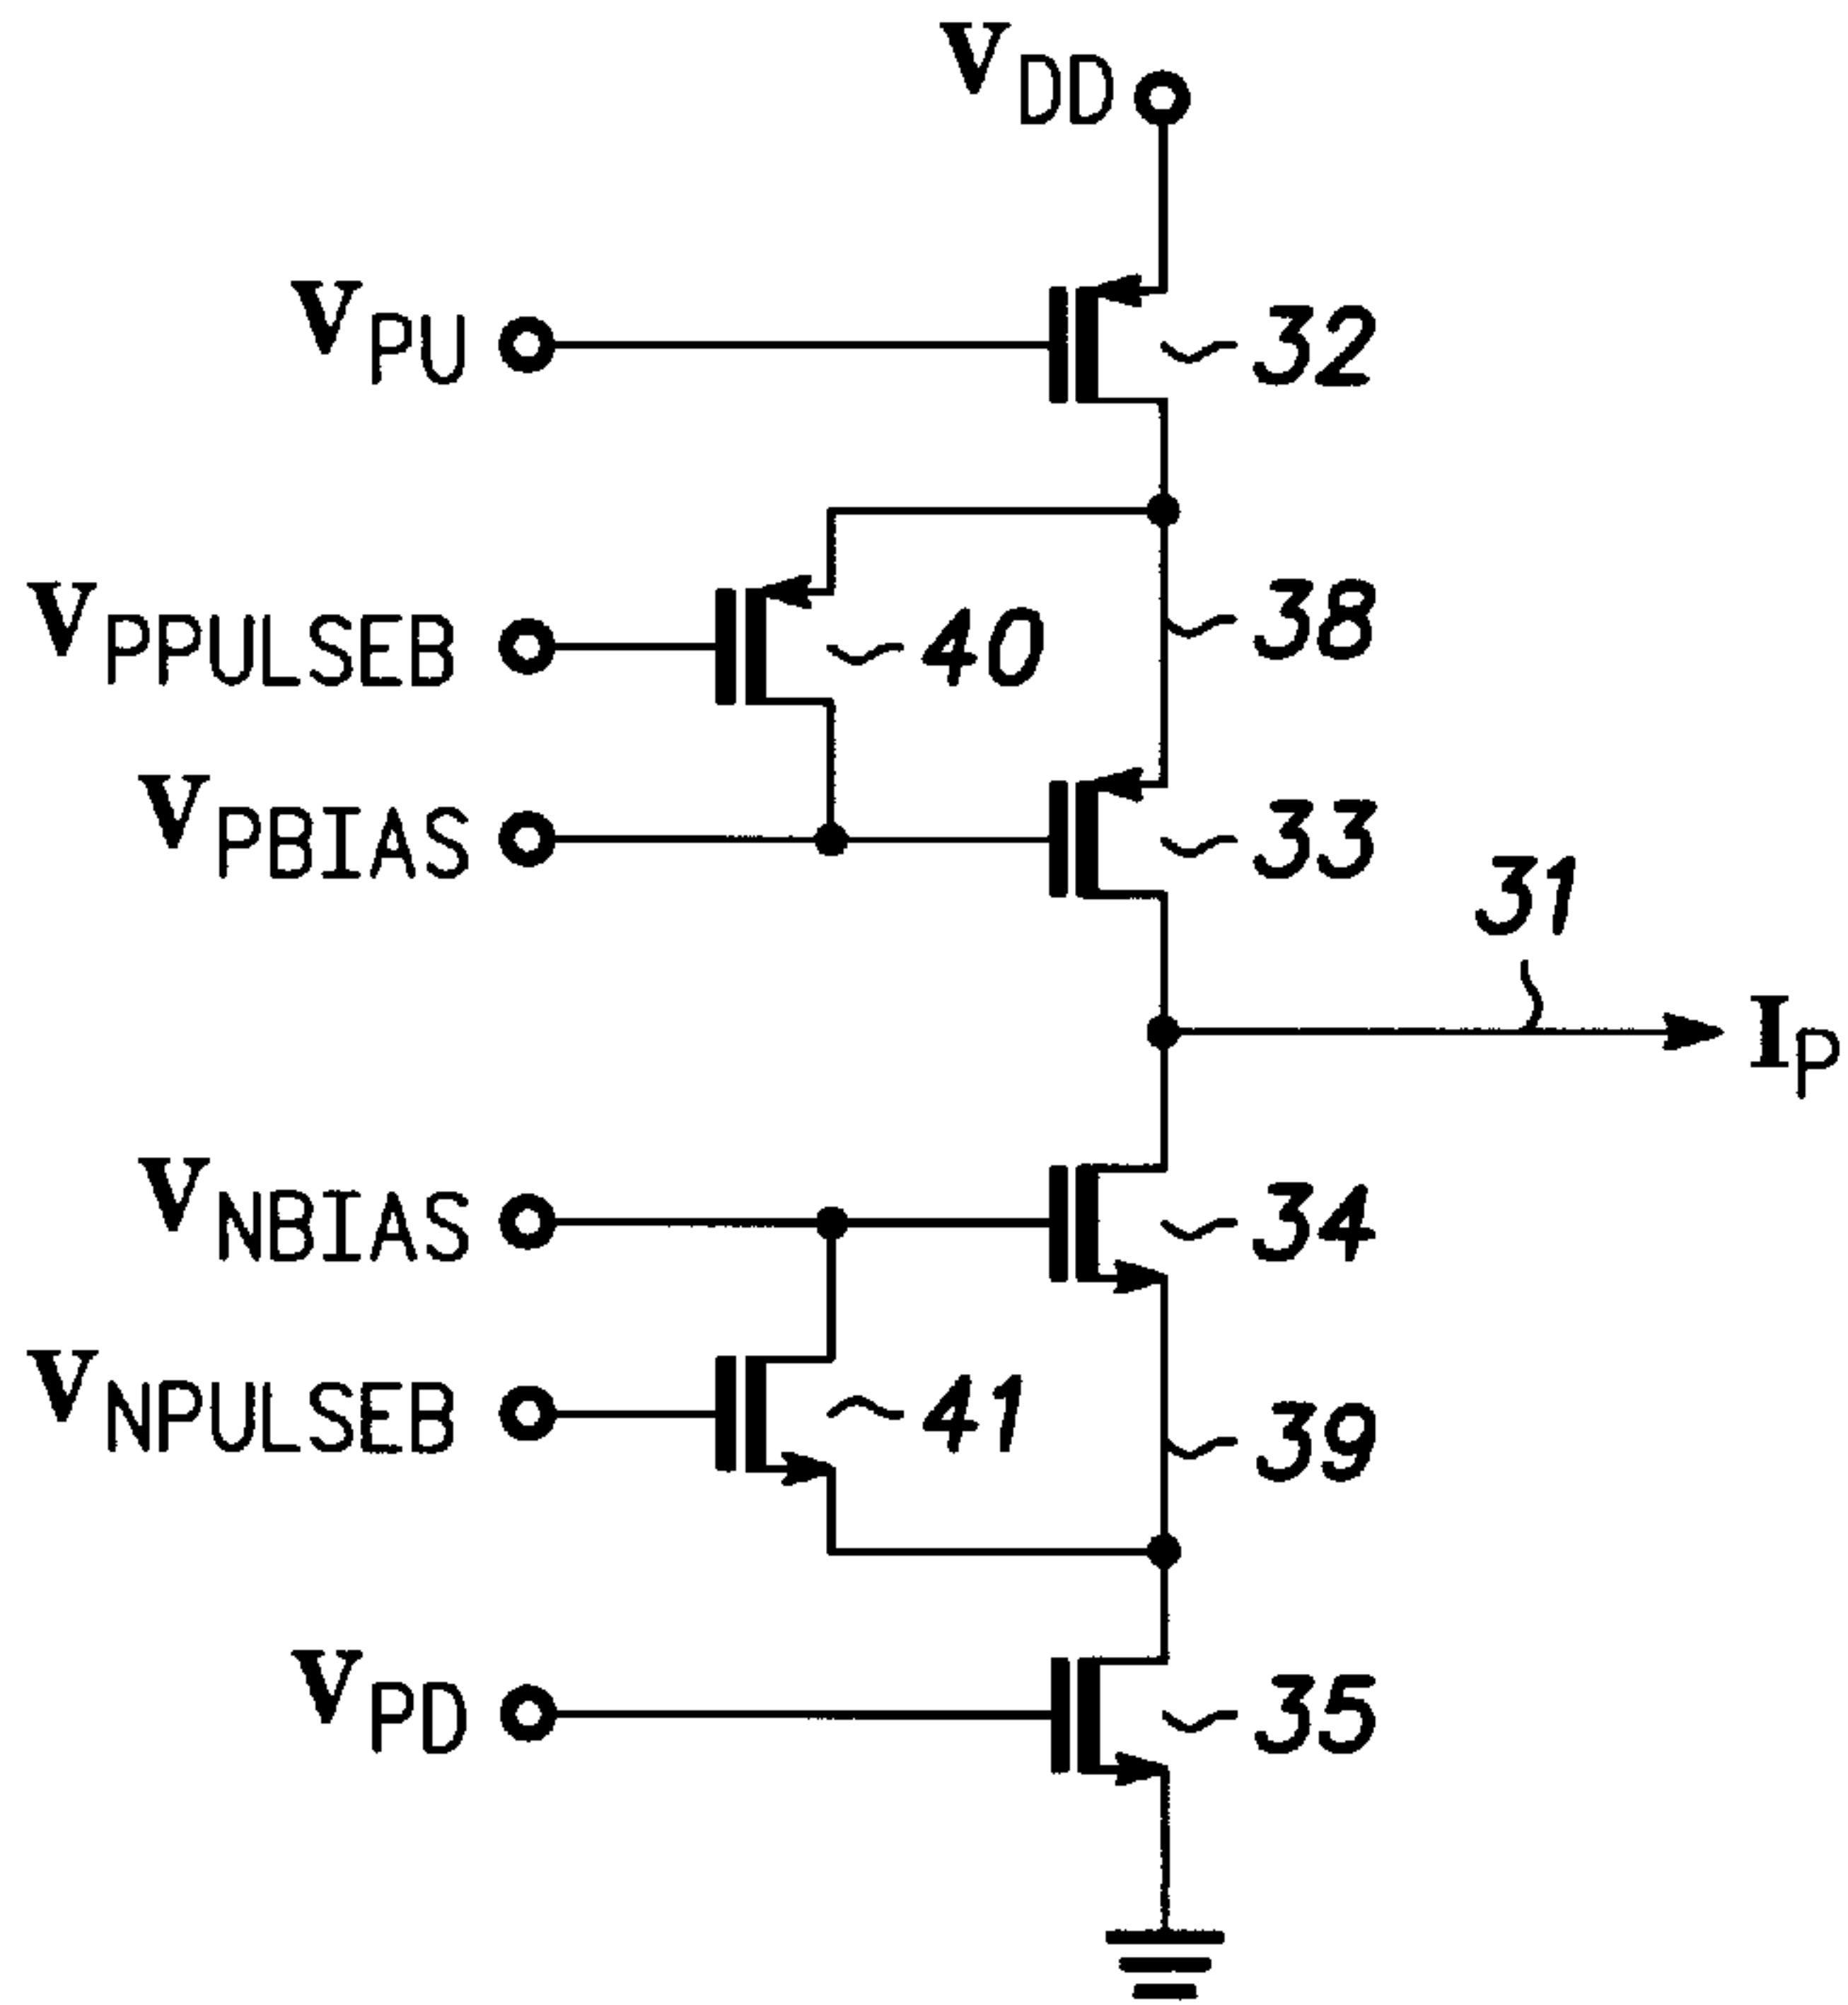 VDD
VPU
32
VPPULSEB
40
38
VPBIAS
33
31
IP
VNBIAS
34
VNPULSEB
41
39
VPD
35